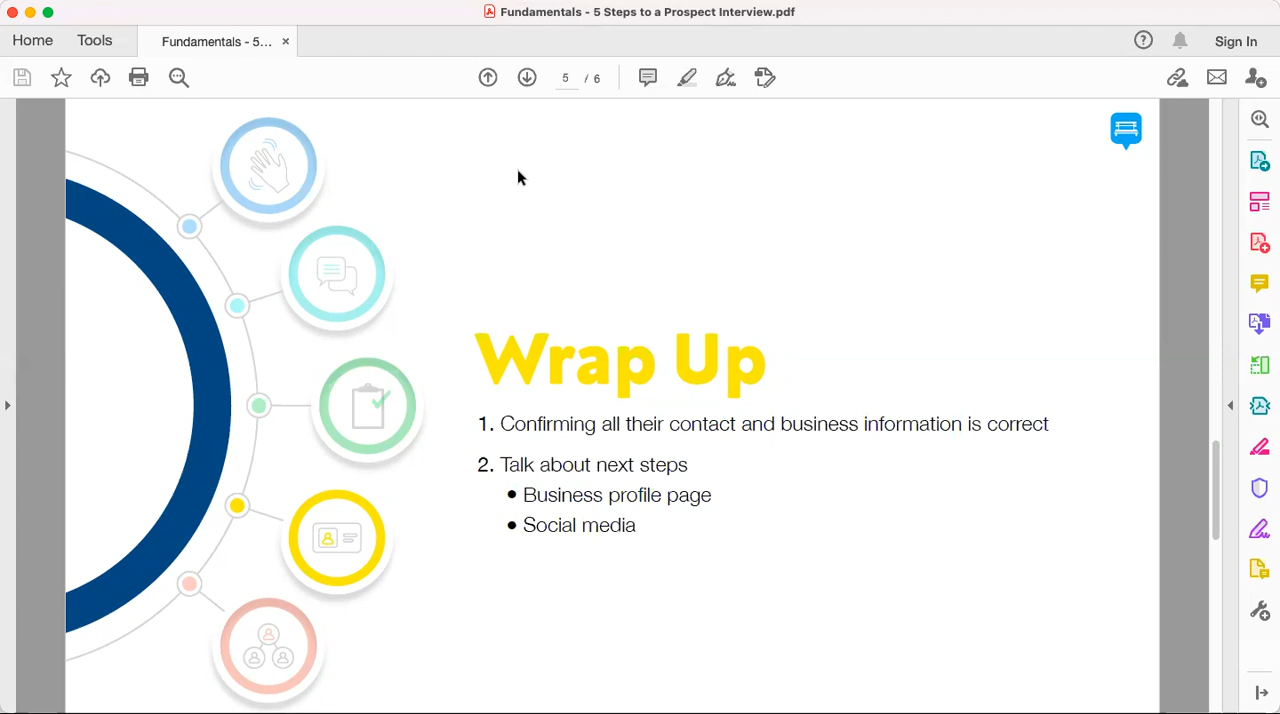 Fundamentals - 5 Steps to a Prospect Interview.pdf
Home Tools Fundamentals - 5... × Sign In
5 / 6
Wrap Up
1. Confirming all their contact and business information is correct
2. Talk about next steps
• Business profile page
• Social media